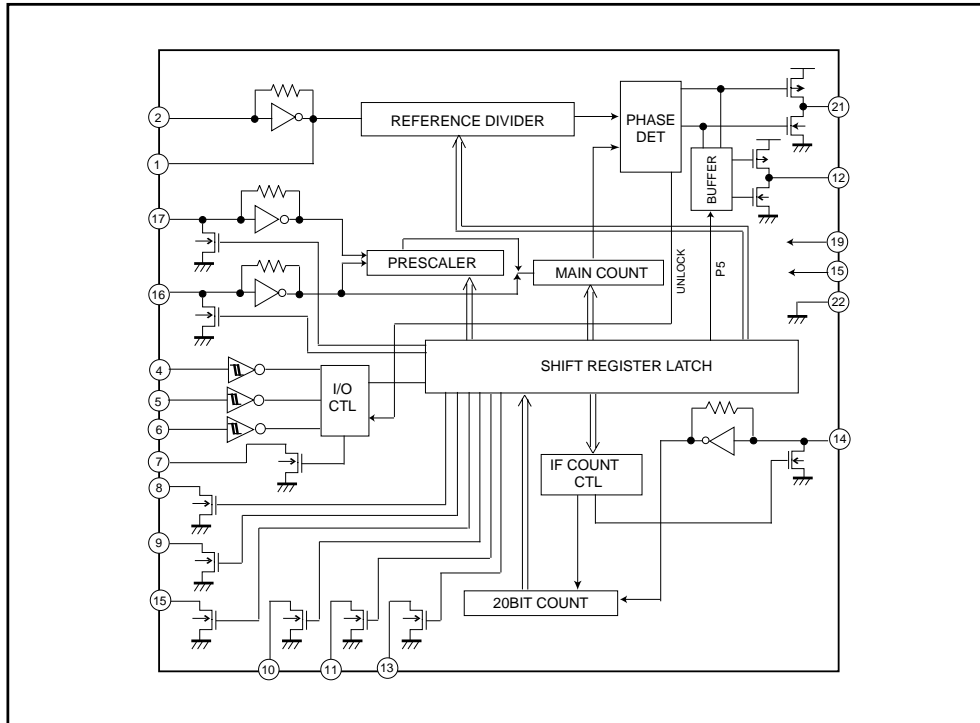 2
REFERENCE DIVIDER
PHASE
DET
21
1
BUFFER
12
17
PRESCALER
MAIN COUNT
UNLOCK
P5
19
15
22
16
4
5
6
7
I/O
CTL
SHIFT REGISTER LATCH
14
8
IF COUNT
CTL
9
15
20BIT COUNT
10
11
13